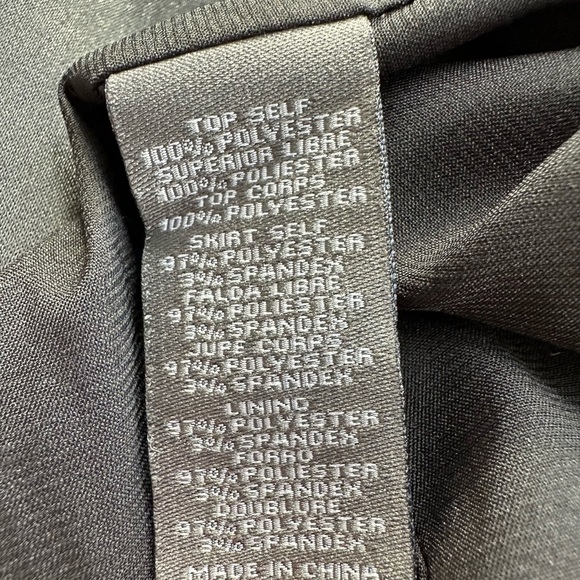 TOP SELF
100% POLYESTER
SUPERIOR LIBRE
100% POLIESTER
TOP CORPS
100% POLYESTER
SKIRT SELF
97% POLYESTER
3% SPANDEX
FALDA LIBRE
97% POLIESTER
3% SPANDEX
JUPE CORPS
97% POLYESTER
3% SPANDEX
LINING
97% POLYESTER
3% SPANDEX
FORRO
97% POLIESTER
3% SPANDEX
DOUBLURE
97% POLYESTER
3% SPANDEX
MADE IN CHINA